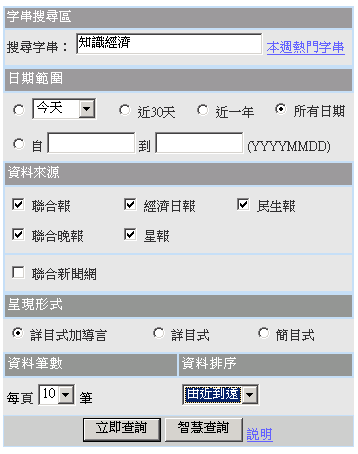 字串搜尋區
搜尋字串： 知識經濟 本週熱門字串
日期範圍
今天 近30天 近一年 所有日期
自 到 (YYYYMMDD)
資料來源
聯合報 經濟日報 民生報
聯合晚報 星報
聯合新聞網
呈現形式
詳目式加導言 詳目式 簡目式
資料筆數 資料排序
每頁 10 筆 由近到遠
立即查詢 智慧查詢 說明